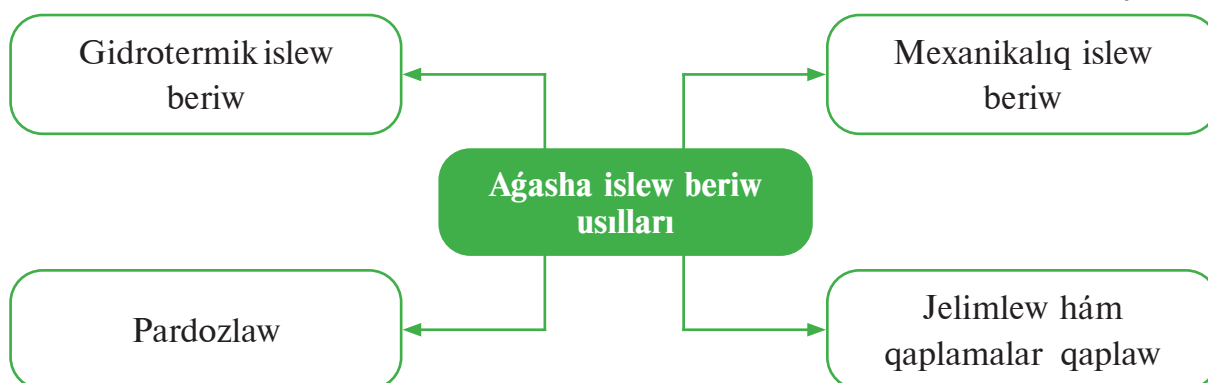 Gidrotermik islew
beriw
Mexanikalıq islew
beriw
Aǵasha islew beriw
usılları
Pardozlaw
Jelimlew hám
qaplamalar qaplaw